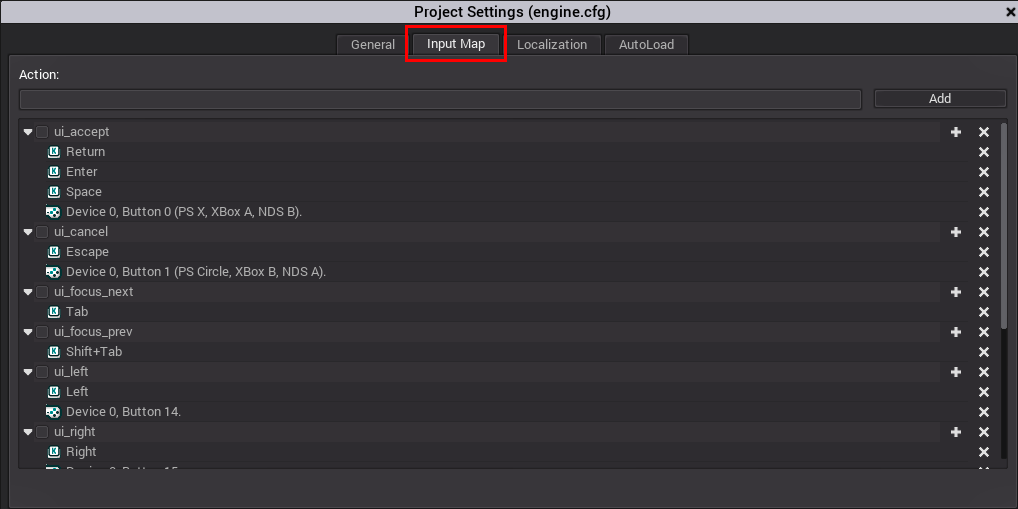 Project Settings (engine.cfg)
General Input Map Localization AutoLoad
Action:
Add
ui_accept
K Return
K Enter
K Space
Device 0, Button 0 (PS X, XBox A, NDS B).
ui_cancel
K Escape
Device 0, Button 1 (PS Circle, XBox B, NDS A).
ui_focus_next
K Tab
ui_focus_prev
K Shift+Tab
ui_left
K Left
Device 0, Button 14.
ui_right
K Right